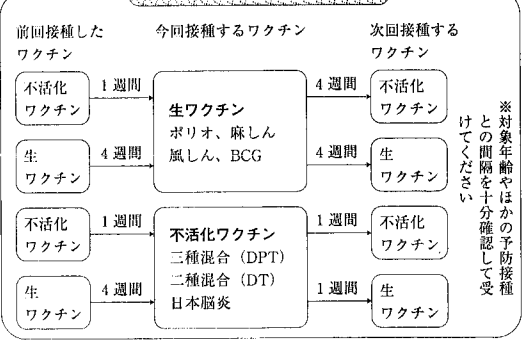 前回接種した
ワクチン
今回接種するワクチン
次回接種する
ワクチン
不活化
ワクチン
1週間
生
ワクチン
4週間
生ワクチン
ポリオ、麻しん
風しん、BCG
4週間
不活化
ワクチン
4週間
生
ワクチン
不活化
ワクチン
1週間
生
ワクチン
4週間
不活化ワクチン
三種混合（DPT）
二種混合（DT）
日本脳炎
1週間
不活化
ワクチン
1週間
生
ワクチン
※対象年齢やほかの予防接種
との間隔を十分確認して受
けてください